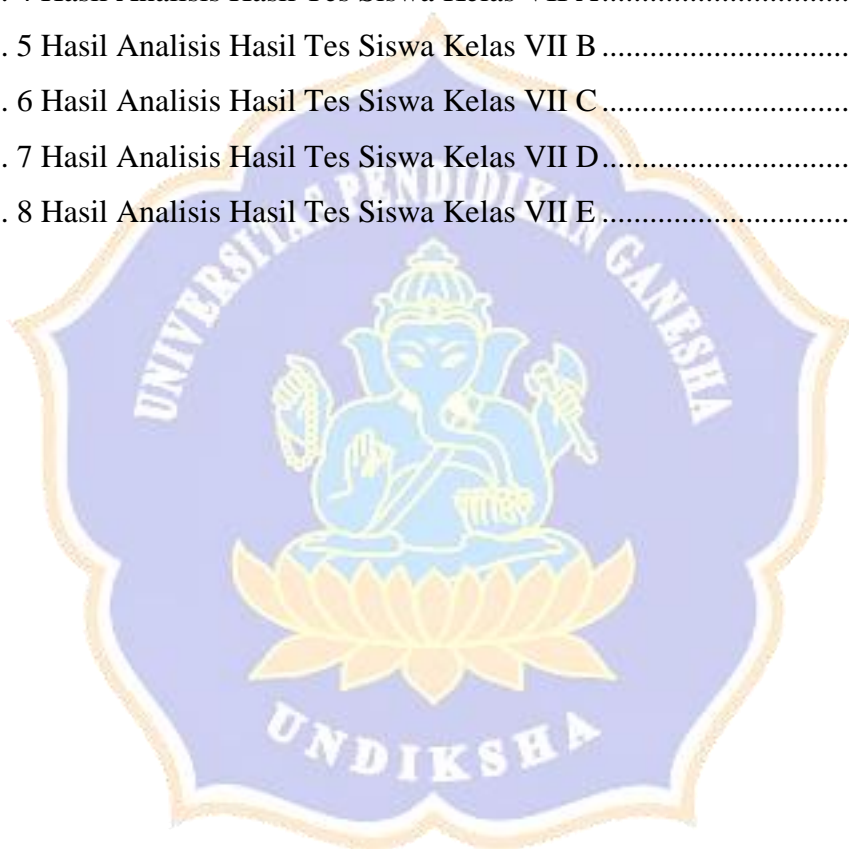 . 5 Hasil Analisis Hasil Tes Siswa Kelas VII B ................................
. 6 Hasil Analisis Hasil Tes Siswa Kelas VII C ................................
. 7 Hasil Analisis Hasil Tes Siswa Kelas VII D ................................
. 8 Hasil Analisis Hasil Tes Siswa Kelas VII E ................................
UNIVERSITAS PENDIDIKAN GANESHA
UNDIKSHA